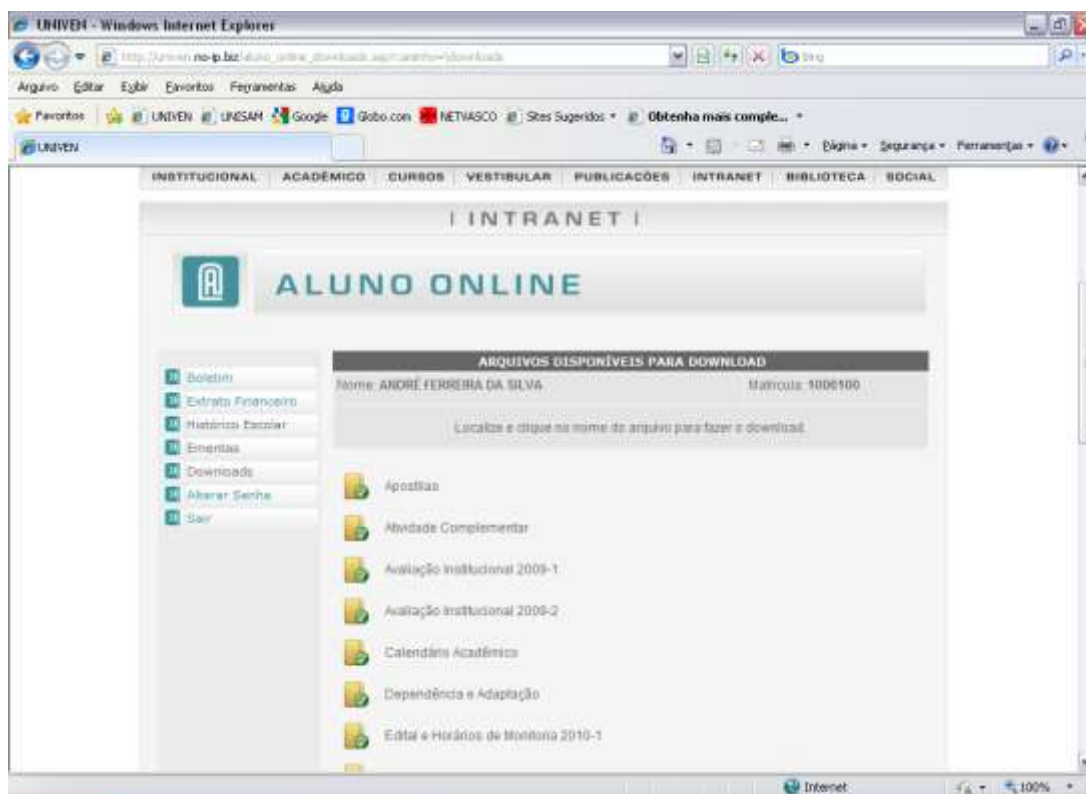 UNIVEN - Windows Internet Explorer
bing
Arquivo Editar Exibir Favoritos Ferramentas Ajuda
Favoritos UNIVEN UNESAM Google Globo.com NETVASCO Sites Sugeridos Obtenha mais comple...
UNIVEN Página Segurança Ferramentas
INSTITUCIONAL ACADÊMICO CURSOS VESTIBULAR PUBLICAÇÕES INTRANET BIBLIOTECA SOCIAL
| INTRANET |
ALUNO ONLINE
ARQUIVOS DISPONÍVEIS PARA DOWNLOAD
Nome: ANDRÉ FERREIRA DA SILVA Matrícula: 1000100
Localize e clique no nome do arquivo para fazer o download.
Boletim
Extrato Financeiro
Histórico Escolar
Ementas
Downloads
Alterar Senha
Sair
Apostilas
Atividade Complementar
Avaliação Institucional 2009-1
Avaliação Institucional 2009-2
Calendário Acadêmico
Dependência e Adaptação
Edital e Horários de Monitoria 2010-1
Internet 100%